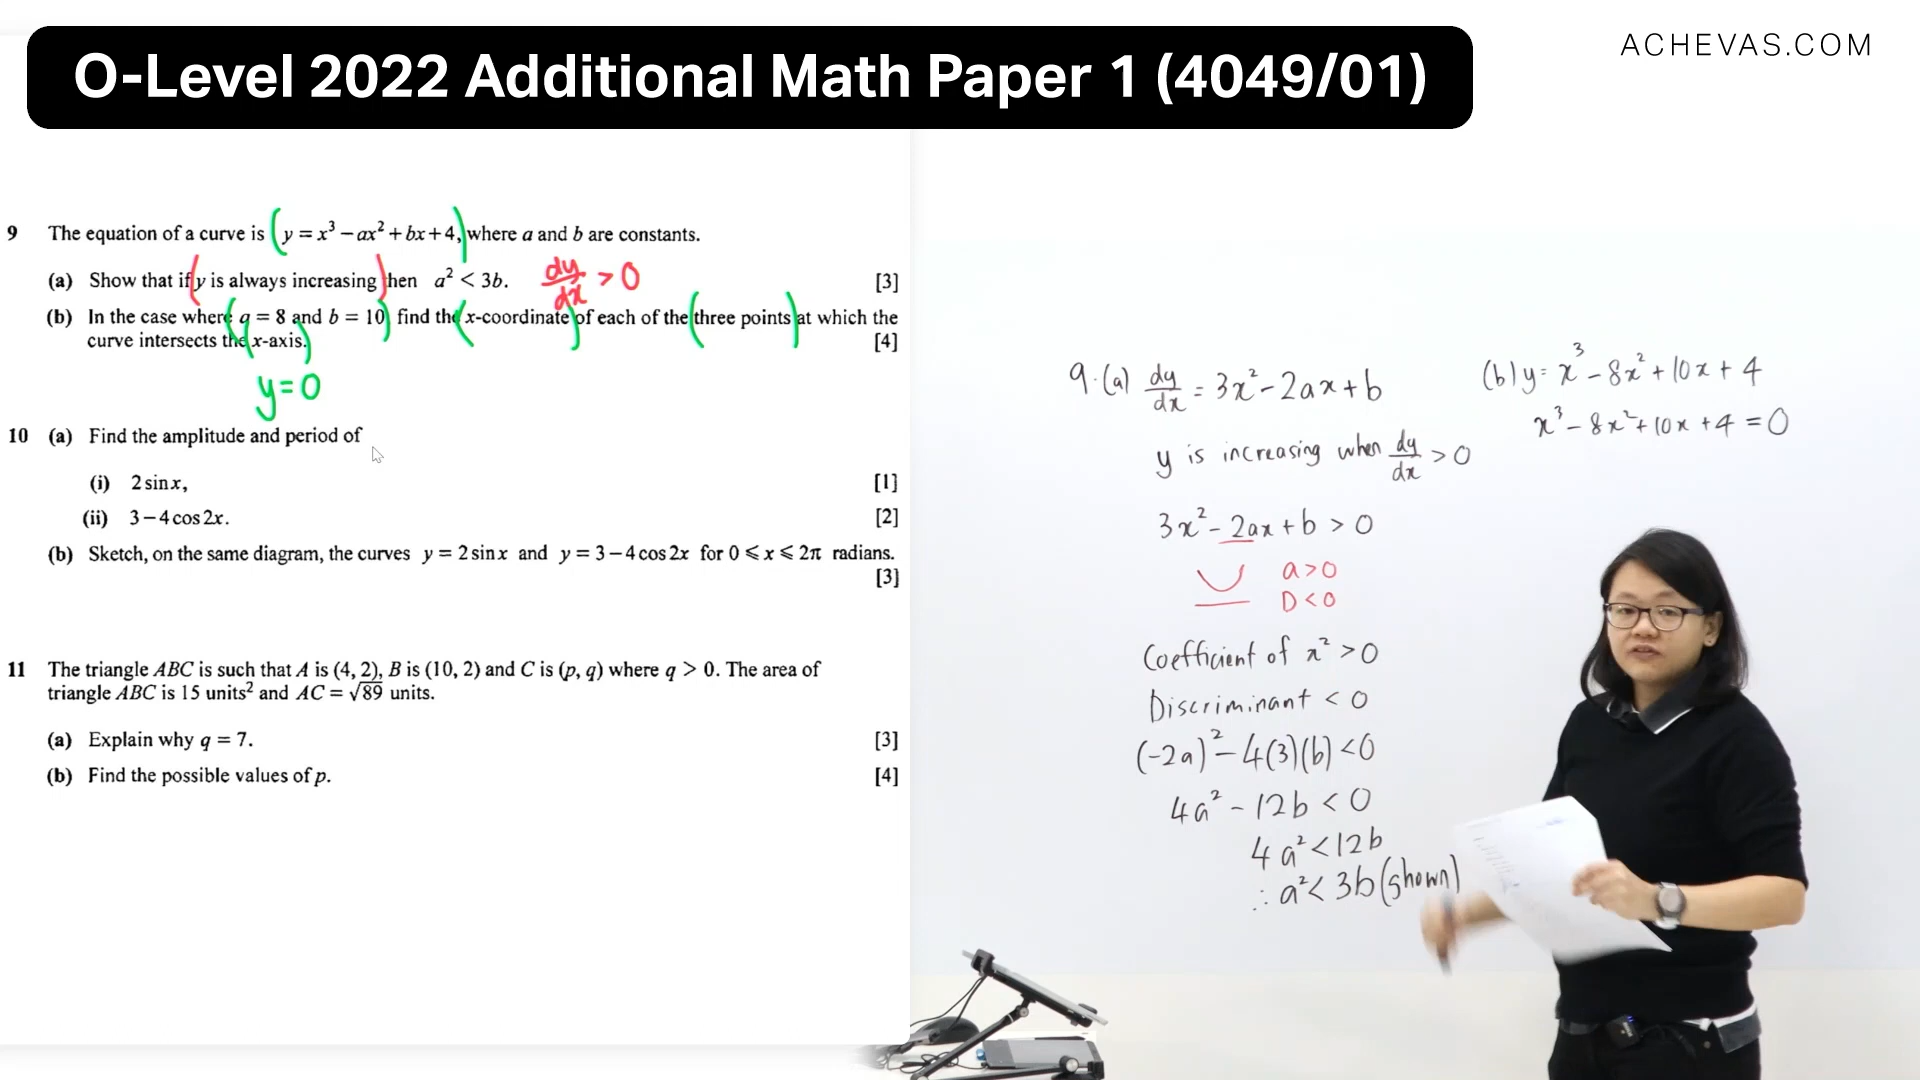 O-Level 2022 Additional Math Paper 1 (4049/01)
ACHEVAS.COM
9 The equation of a curve is (y = x³ − ax² + bx + 4,) where a and b are constants.
(a) Show that if (y is always increasing) then a² < 3b. dy/dx > 0 [3]
(b) In the case where (a = 8 and b = 10) find the (x-coordinate) of each of the (three points) at which the
curve intersects the (x-axis.) [4]
y = 0
10 (a) Find the amplitude and period of
(i) 2 sin x, [1]
(ii) 3 − 4 cos 2x. [2]
(b) Sketch, on the same diagram, the curves y = 2 sin x and y = 3 − 4 cos 2x for 0 ⩽ x ⩽ 2π radians.
[3]
11 The triangle ABC is such that A is (4, 2), B is (10, 2) and C is (p, q) where q > 0. The area of
triangle ABC is 15 units² and AC = √89 units.
(a) Explain why q = 7. [3]
(b) Find the possible values of p. [4]
9.(a) dy/dx = 3x² − 2ax + b
y is increasing when dy/dx > 0
3x² − 2ax + b > 0
a > 0
D < 0
Coefficient of x² > 0
Discriminant < 0
(−2a)² − 4(3)(b) < 0
4a² − 12b < 0
4a² < 12b
∴ a² < 3b (shown)
(b) y = x³ − 8x² + 10x + 4
x³ − 8x² + 10x + 4 = 0